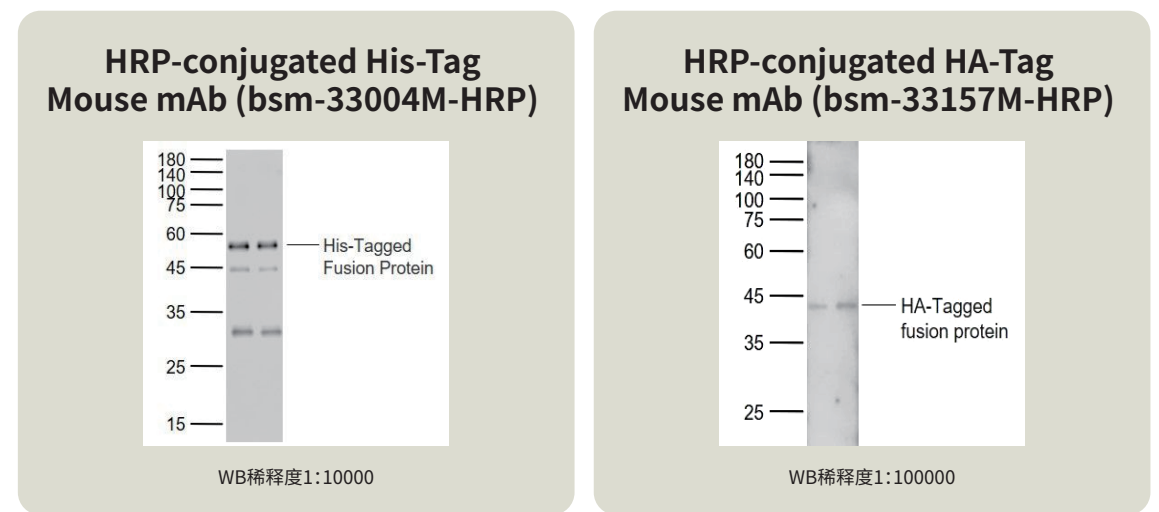 HRP-conjugated His-Tag
Mouse mAb (bsm-33004M-HRP)
180
140
100
75
60
45
35
25
15
His-Tagged
Fusion Protein
WB稀释度1:10000
HRP-conjugated HA-Tag
Mouse mAb (bsm-33157M-HRP)
180
140
100
75
60
45
35
25
HA-Tagged
fusion protein
WB稀释度1:100000